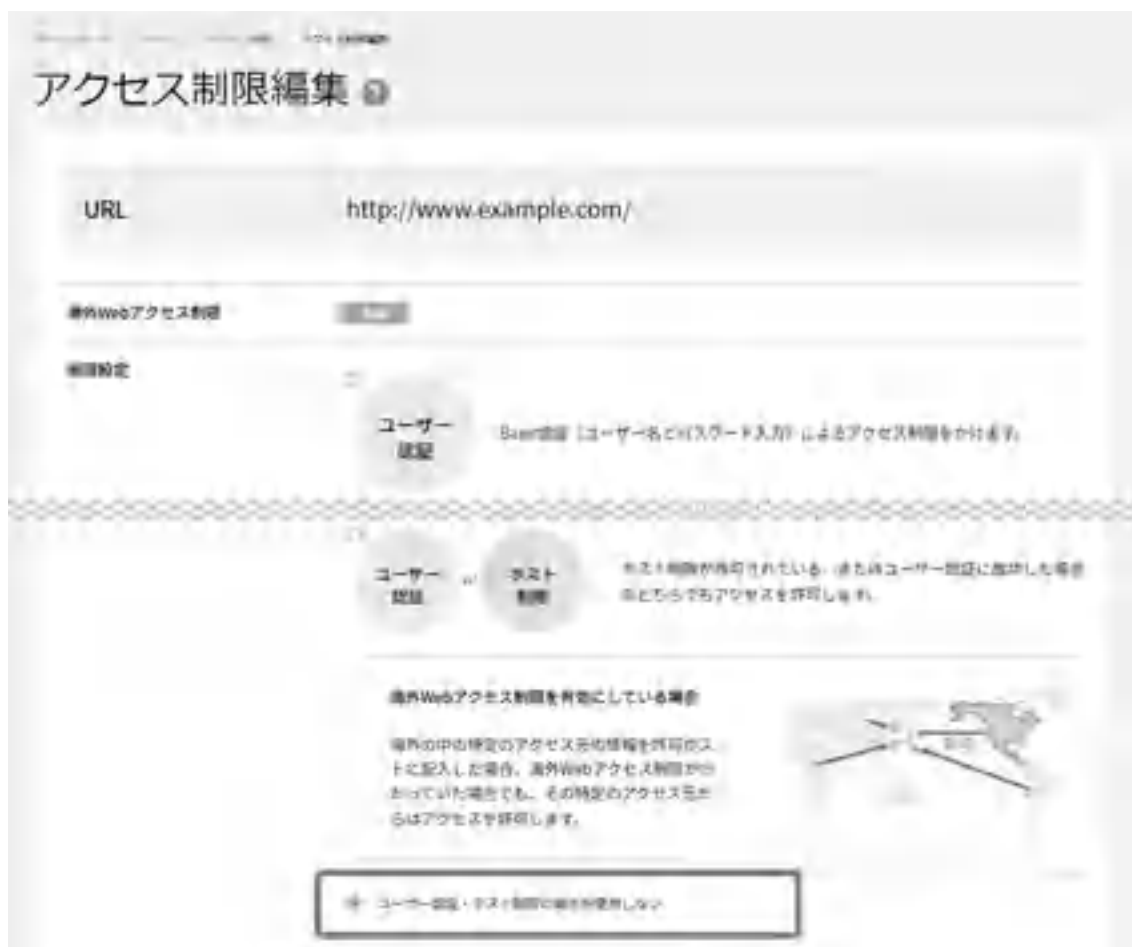 アクセス制限編集
URL
http://www.example.com/
海外Webアクセス制限
制限設定
ユーザー
認証
Basic認証（ユーザー名とパスワード入力）によるアクセス制限をかけます。
ユーザー
認証
or
ホスト
制限
ホスト制限が許可されている、またはユーザー認証に成功した場合
のどちらでもアクセスを許可します。
海外Webアクセス制限を有効にしている場合
海外の中の特定のアクセス元の情報を許可ホス
トに記入した場合、海外Webアクセス制限がか
かっていた場合でも、その特定のアクセス元か
らはアクセスを許可します。
ユーザー認証・ホスト制限の機能を使用しない